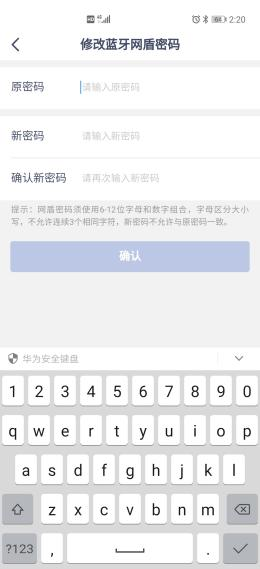 HD 4G 2:20
修改蓝牙网盾密码
原密码 请输入原密码
新密码 请输入新密码
确认新密码 请再次输入新密码
提示：网盾密码须使用6-12位字母和数字组合，字母区分大小
写，不允许连续3个相同字符，新密码不允许与原密码一致。
确认
华为安全键盘
1 2 3 4 5 6 7 8 9 0
q w e r t y u i o p
a s d f g h j k l
z x c v b n m
?123 , .